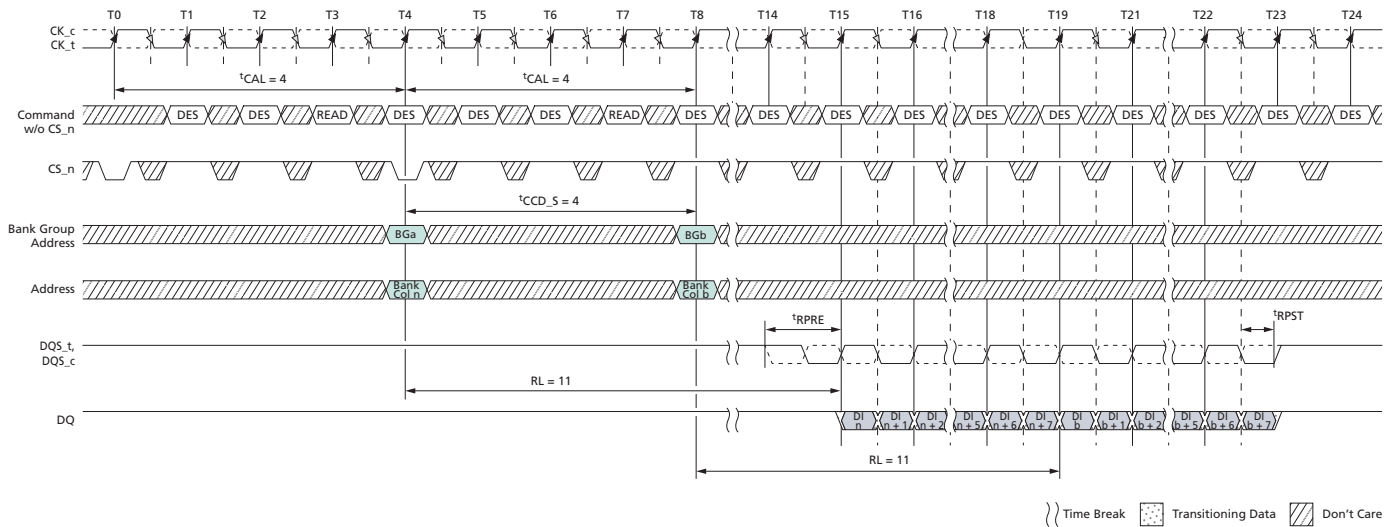 T0 T1 T2 T3 T4 T5 T6 T7 T8 T14 T15 T16 T18 T19 T21 T22 T23 T24
CK_c
CK_t
tCAL = 4 tCAL = 4
Command w/o CS_n DES DES READ DES DES DES READ DES DES DES DES DES DES DES DES DES DES
CS_n
tCCD_S = 4
Bank Group Address BGa BGb
Address Bank Col n Bank Col b
tRPRE tRPST
DQS_t, DQS_c
RL = 11
DQ DI n DI n + 1 DI n + 2 DI n + 5 DI n + 6 DI n + 7 DI b DI b + 1 DI b + 2 DI b + 5 DI b + 6 DI b + 7
RL = 11
Time Break Transitioning Data Don't Care